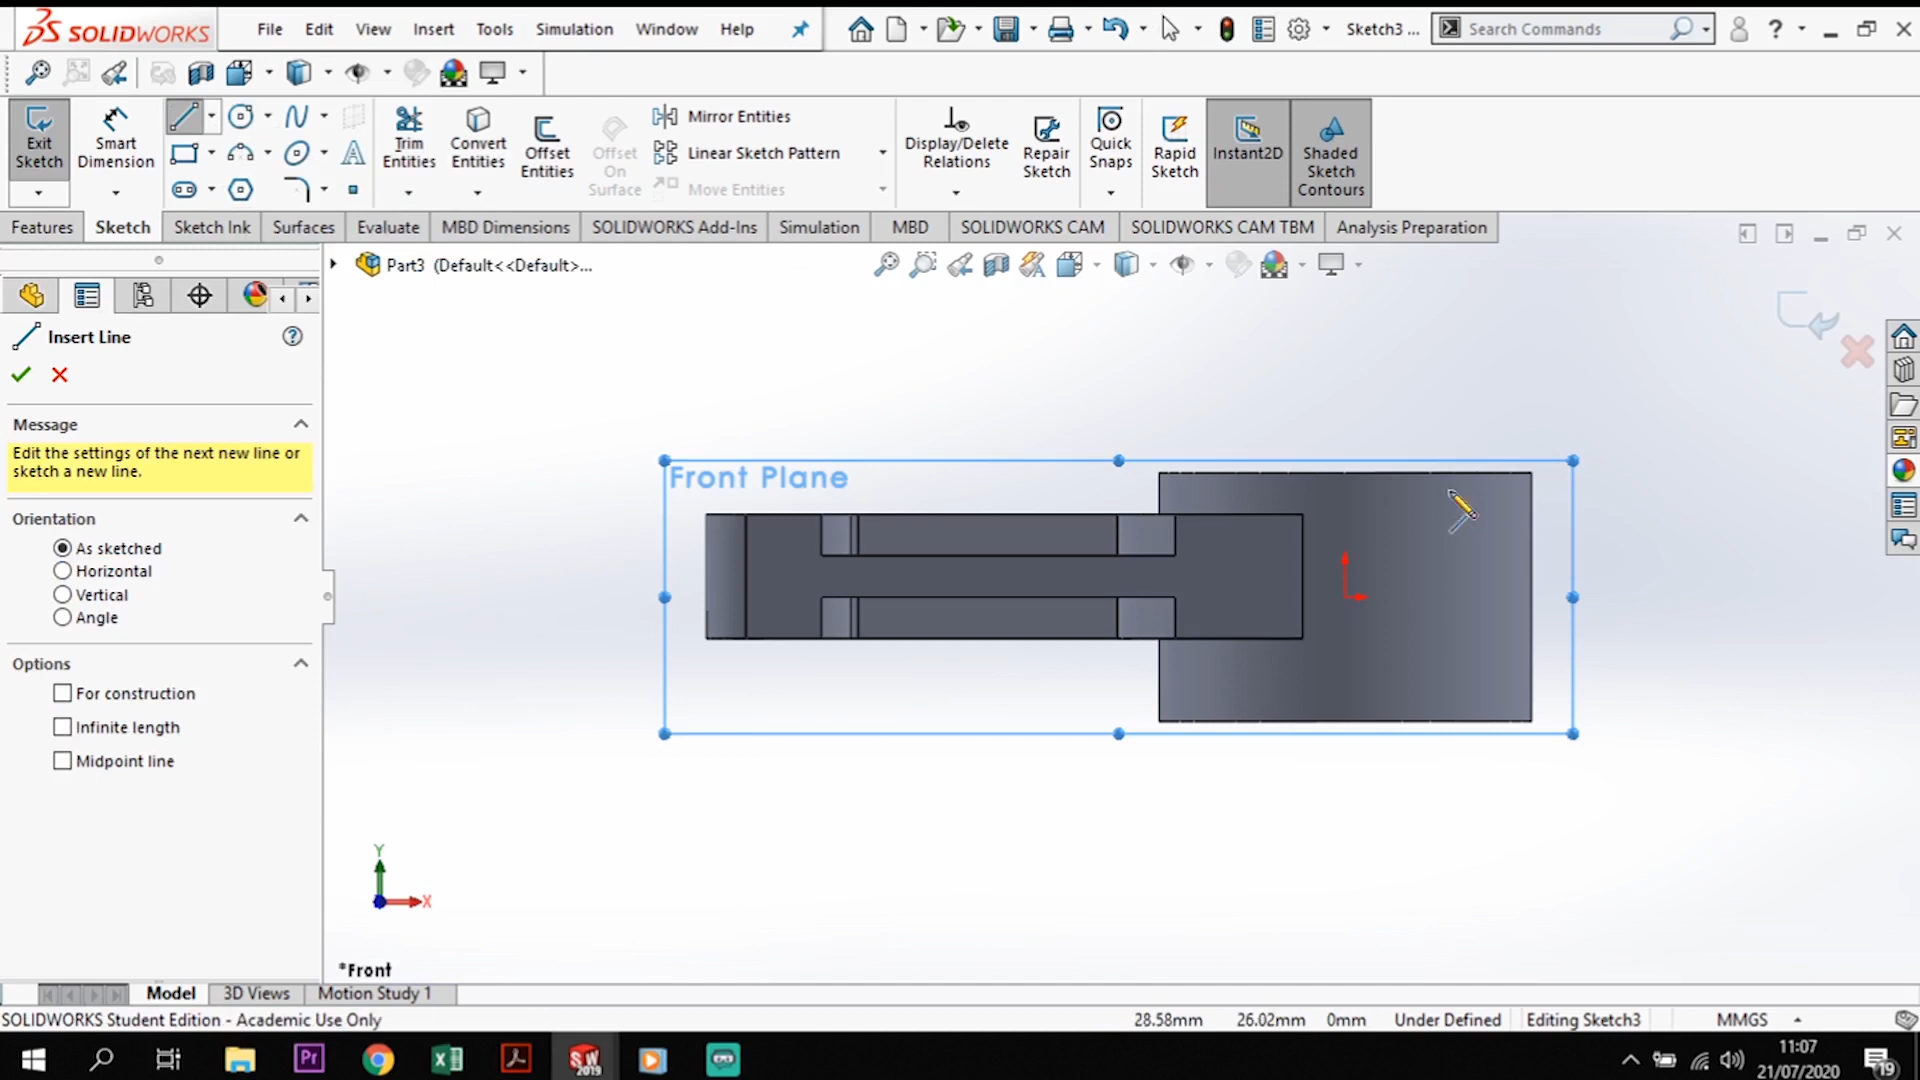 SOLIDWORKS File Edit View Insert Tools Simulation Window Help Sketch3 ... Search Commands ?
Exit Sketch
Smart Dimension
Trim Entities
Convert Entities
Offset Entities
Offset On Surface
Mirror Entities
Linear Sketch Pattern
Move Entities
Display/Delete Relations
Repair Sketch
Quick Snaps
Rapid Sketch
Instant2D
Shaded Sketch Contours
Features Sketch Sketch Ink Surfaces Evaluate MBD Dimensions SOLIDWORKS Add-Ins Simulation MBD SOLIDWORKS CAM SOLIDWORKS CAM TBM Analysis Preparation
Part3 (Default<<Default>...
Insert Line
Message
Edit the settings of the next new line or
sketch a new line.
Orientation
As sketched
Horizontal
Vertical
Angle
Options
For construction
Infinite length
Midpoint line
Front Plane
Y
X
*Front
Model 3D Views Motion Study 1
SOLIDWORKS Student Edition - Academic Use Only 28.58mm 26.02mm 0mm Under Defined Editing Sketch3 MMGS
Pr
SW
2019
11:07
21/07/2020
19